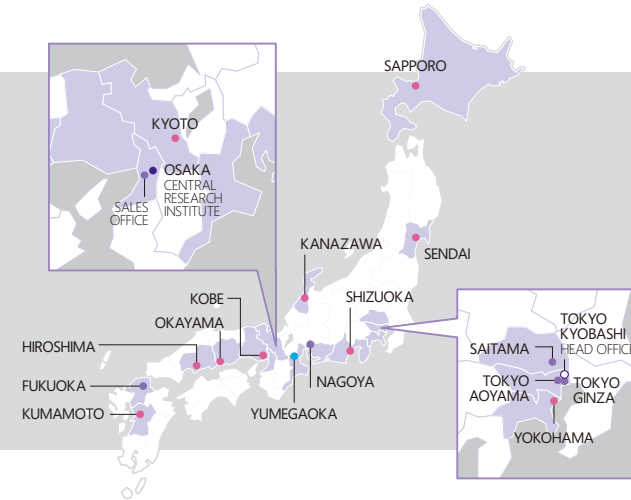 SAPPORO
KYOTO
OSAKA
CENTRAL
RESEARCH
INSTITUTE
SALES
OFFICE
KANAZAWA
SENDAI
KOBE
SHIZUOKA
OKAYAMA
HIROSHIMA
FUKUOKA
KUMAMOTO
NAGOYA
YUMEGAOKA
TOKYO
KYOBASHI
HEAD OFFICE
SAITAMA
TOKYO
AOYAMA
TOKYO
GINZA
YOKOHAMA